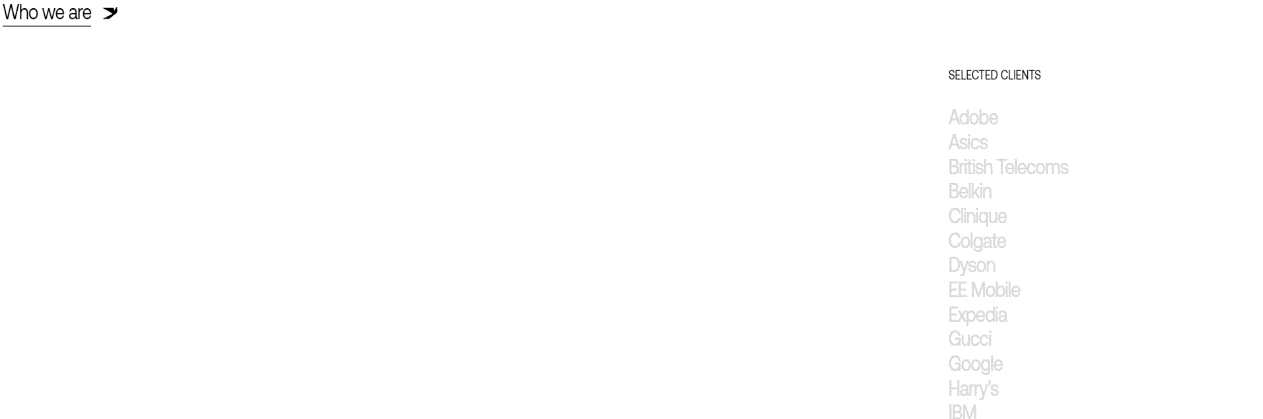 Who we are
SELECTED CLIENTS
Adobe
Asics
British Telecoms
Belkin
Clinique
Colgate
Dyson
EE Mobile
Expedia
Gucci
Google
Harry's
IBM